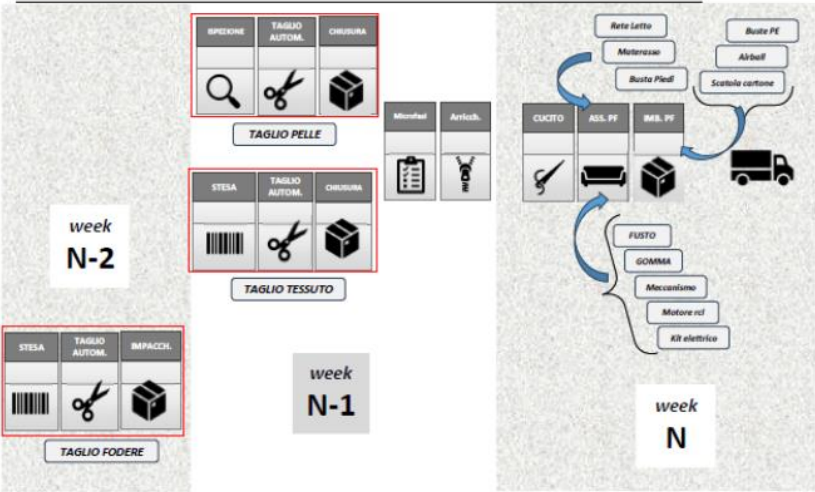 ISPEZIONE
TAGLIO
AUTOM.
CHIUSURA
TAGLIO PELLE
Microfasi
Arricch.
STESA
TAGLIO
AUTOM.
CHIUSURA
TAGLIO TESSUTO
week
N-2
STESA
TAGLIO
AUTOM.
IMPACCH.
TAGLIO FODERE
week
N-1
Rete Letto
Materasso
Busta Piedi
Buste PE
Airball
Scatola cartone
CUCITO
ASS. PF
IMB. PF
FUSTO
GOMMA
Meccanismo
Motore rcl
Kit elettrico
week
N